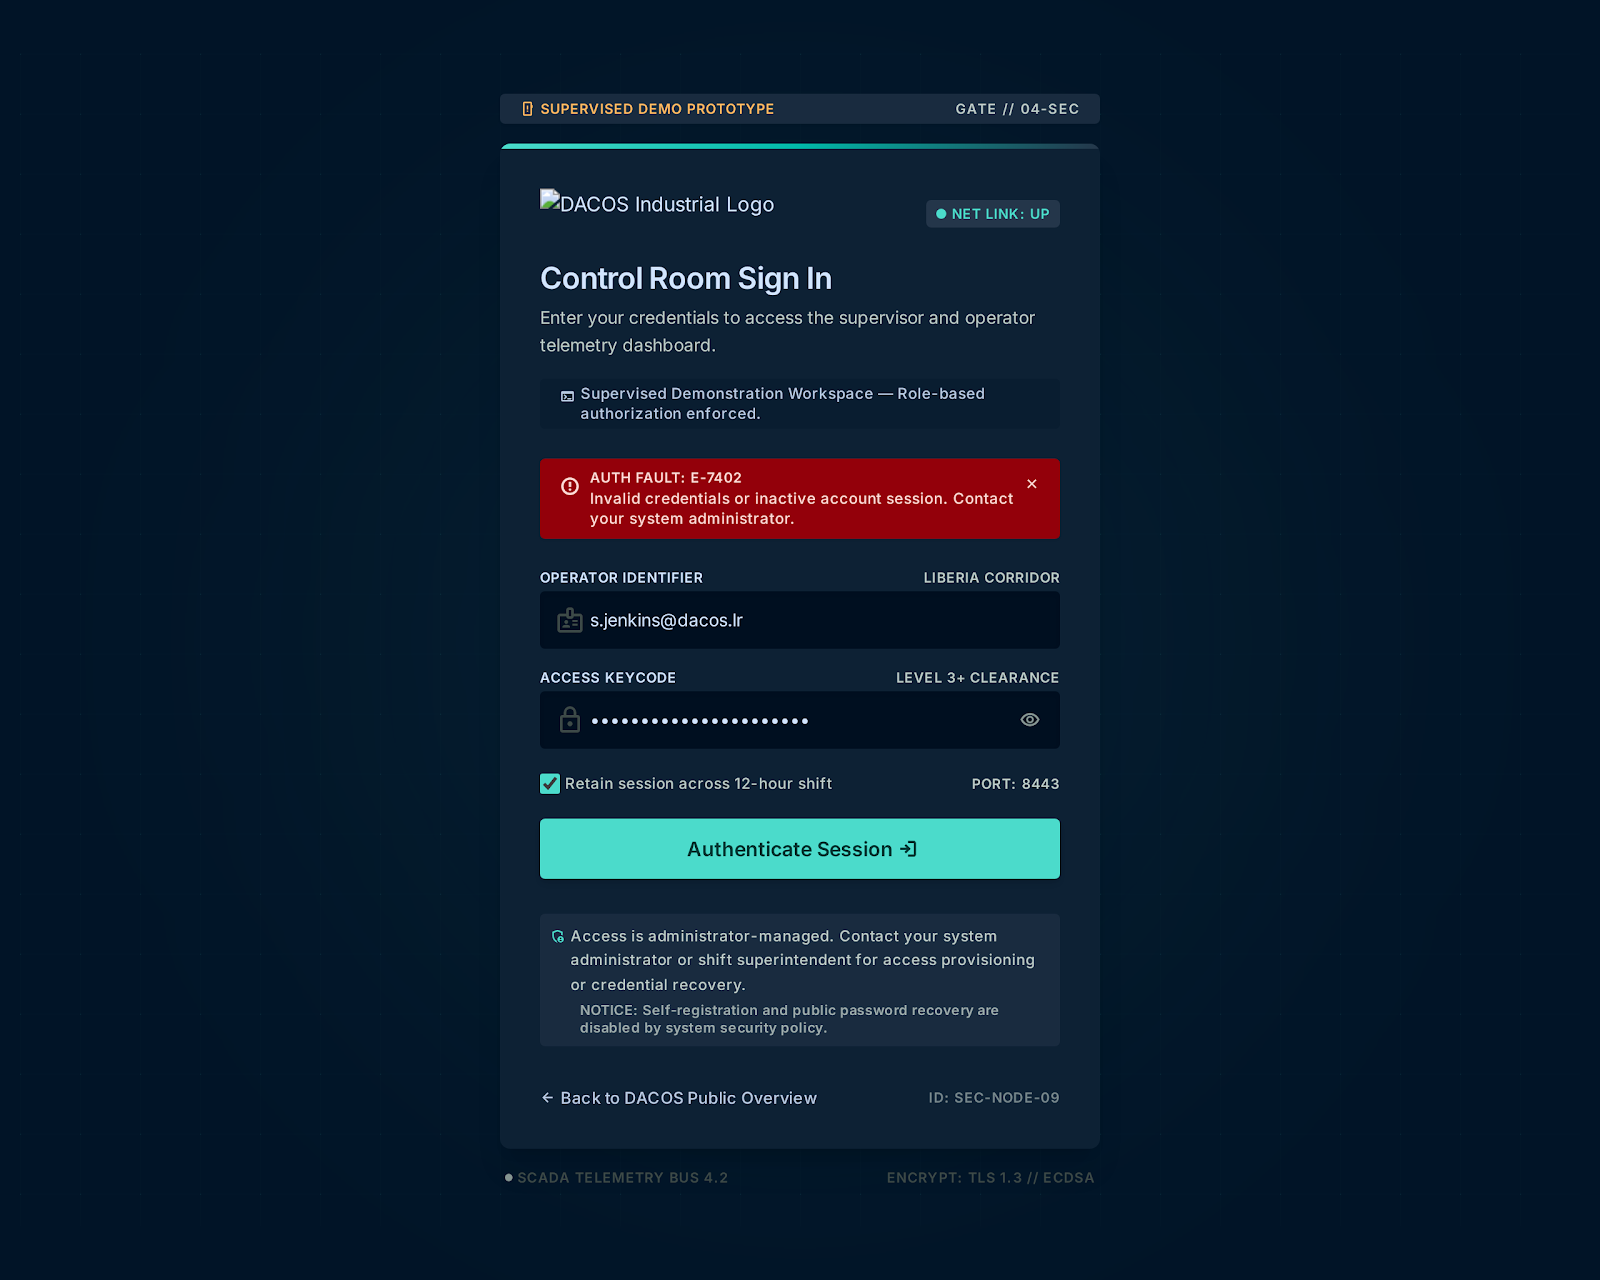 SUPERVISED DEMO PROTOTYPE
GATE // 04-SEC
DACOS Industrial Logo
NET LINK: UP
Control Room Sign In
Enter your credentials to access the supervisor and operator
telemetry dashboard.
Supervised Demonstration Workspace — Role-based
authorization enforced.
AUTH FAULT: E-7402
Invalid credentials or inactive account session. Contact
your system administrator.
OPERATOR IDENTIFIER
LIBERIA CORRIDOR
s.jenkins@dacos.lr
ACCESS KEYCODE
LEVEL 3+ CLEARANCE
••••••••••••••••••••••
Retain session across 12-hour shift
PORT: 8443
Authenticate Session
Access is administrator-managed. Contact your system
administrator or shift superintendent for access provisioning
or credential recovery.
NOTICE: Self-registration and public password recovery are
disabled by system security policy.
← Back to DACOS Public Overview
ID: SEC-NODE-09
SCADA TELEMETRY BUS 4.2
ENCRYPT: TLS 1.3 // ECDSA